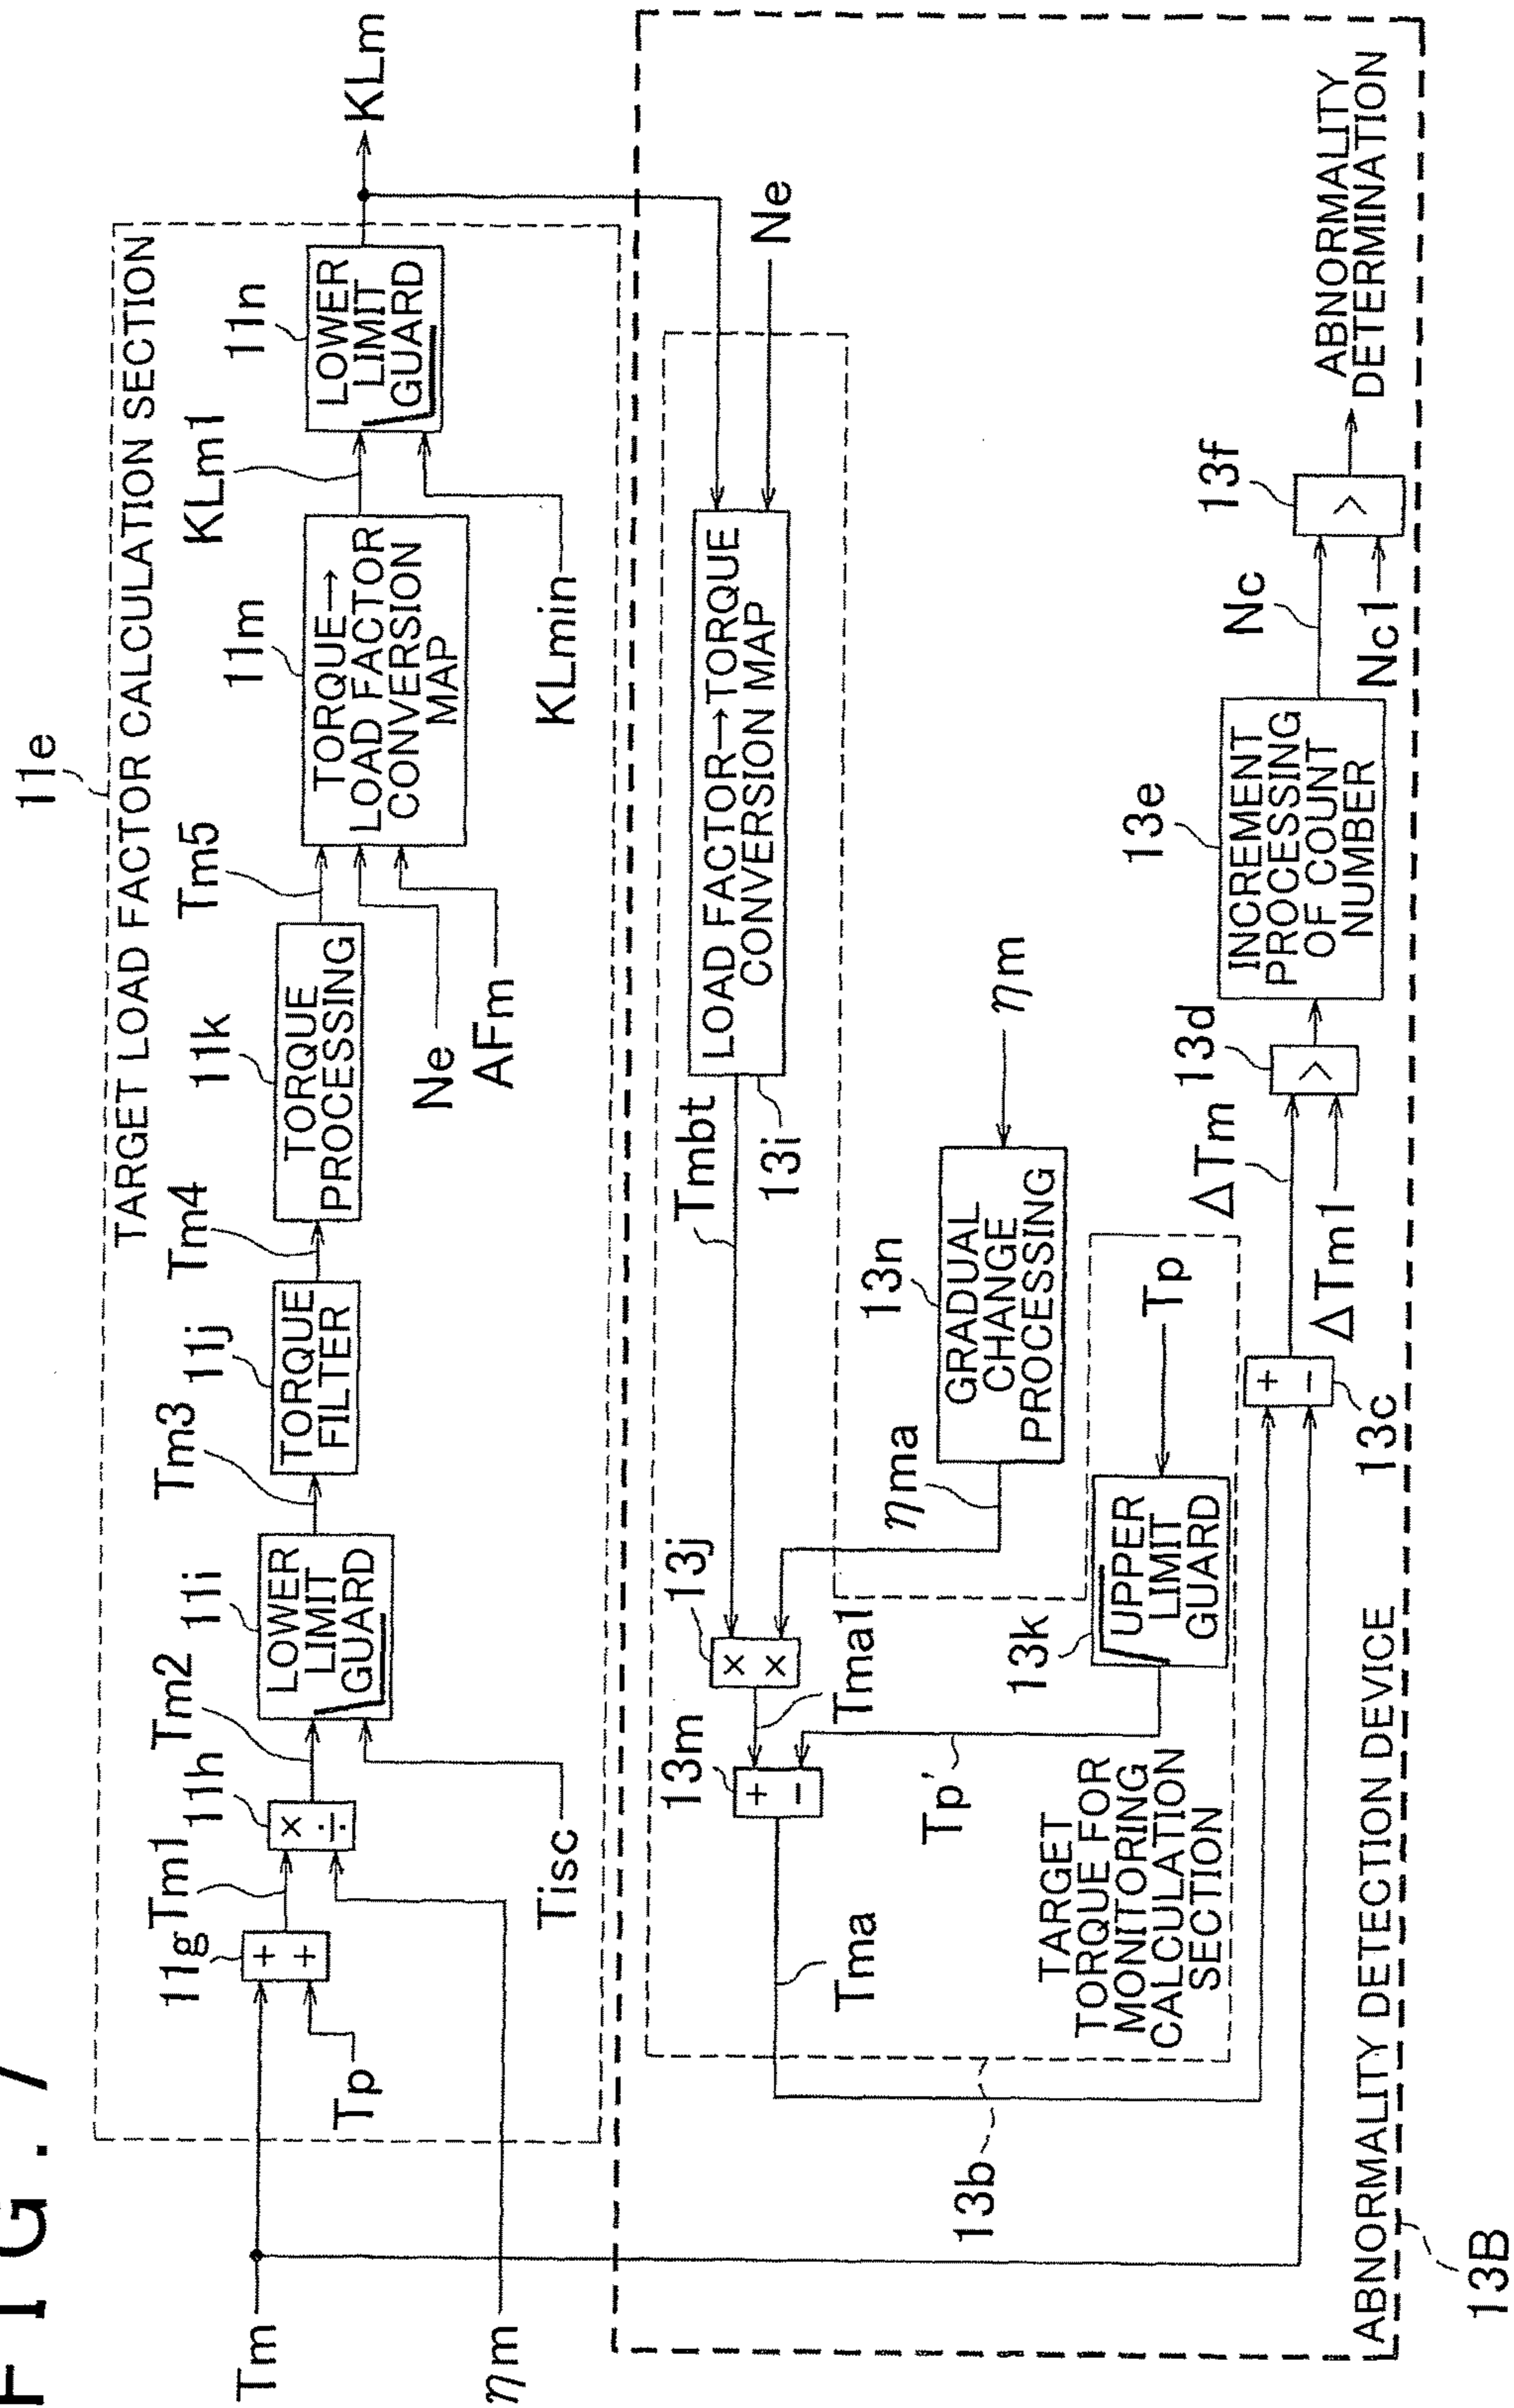 FIG. 7
11e
TARGET LOAD FACTOR CALCULATION SECTION
Tm
ηm
Tp
11g
+
+
Tm1
11h
×
÷
Tm2
Tisc
11i
LOWER
LIMIT
GUARD
Tm3
11j
TORQUE
FILTER
Tm4
11k
TORQUE
PROCESSING
Tm5
Ne
AFm
11m
TORQUE→
LOAD FACTOR
CONVERSION
MAP
KLm1
KLmin
11n
LOWER
LIMIT
GUARD
KLm
Ne
LOAD FACTOR→TORQUE
CONVERSION MAP
13i
Tmbt
ηm
13n
GRADUAL
CHANGE
PROCESSING
ηma
13j
×
×
Tma1
13m
+
−
Tp
13k
UPPER
LIMIT
GUARD
Tp'
Tma
TARGET
TORQUE FOR
MONITORING
CALCULATION
SECTION
13b
+
−
13c
ΔTm
ΔTm1
13d
>
13e
INCREMENT
PROCESSING
OF COUNT
NUMBER
Nc
Nc1
13f
>
ABNORMALITY
DETERMINATION
ABNORMALITY DETECTION DEVICE
13B